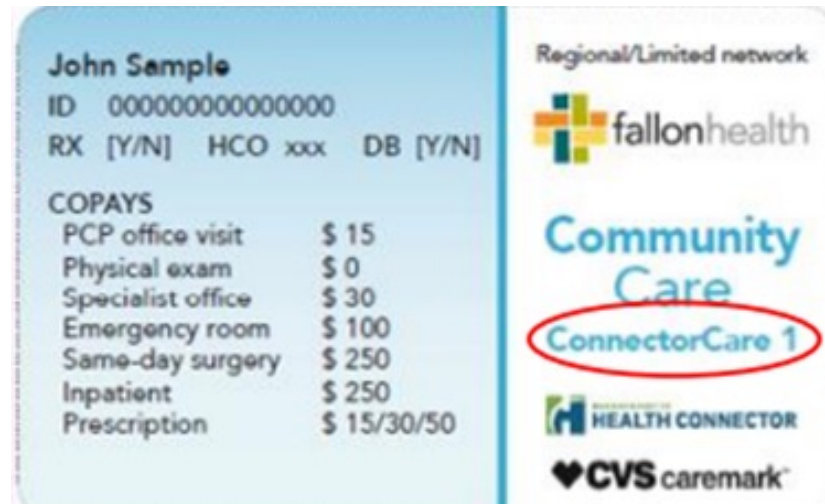 John Sample
ID 000000000000000
RX [Y/N] HCO xxx DB [Y/N]
COPAYS
PCP office visit $ 15
Physical exam $ 0
Specialist office $ 30
Emergency room $ 100
Same-day surgery $ 250
Inpatient $ 250
Prescription $ 15/30/50
Regional/Limited network
fallonhealth
Community
Care
ConnectorCare 1
HEALTH CONNECTOR
CVS caremark